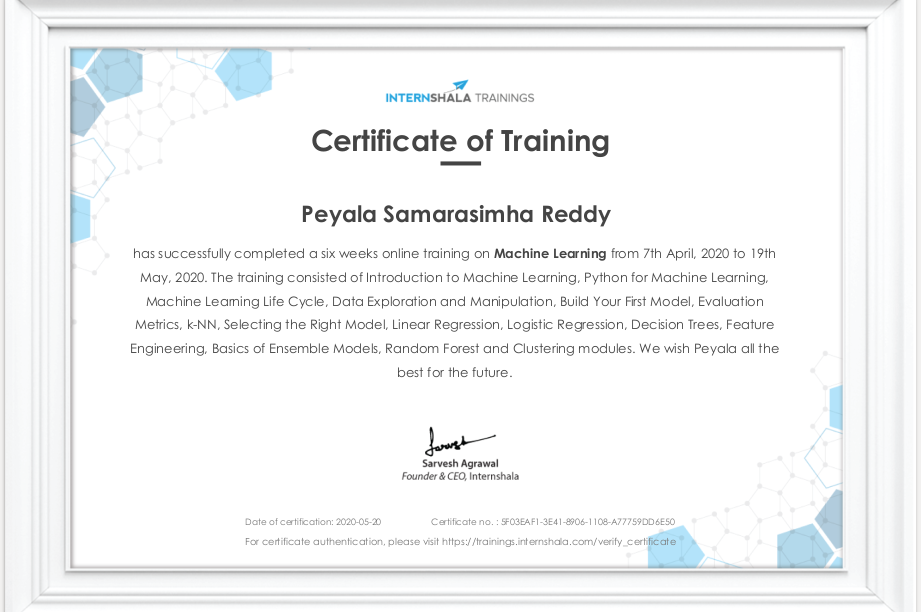 INTERNSHALA TRAININGS
Certificate of Training
Peyala Samarasimha Reddy
has successfully completed a six weeks online training on Machine Learning from 7th April, 2020 to 19th
May, 2020. The training consisted of Introduction to Machine Learning, Python for Machine Learning,
Machine Learning Life Cycle, Data Exploration and Manipulation, Build Your First Model, Evaluation
Metrics, k-NN, Selecting the Right Model, Linear Regression, Logistic Regression, Decision Trees, Feature
Engineering, Basics of Ensemble Models, Random Forest and Clustering modules. We wish Peyala all the
best for the future.
Sarvesh
Sarvesh Agrawal
Founder & CEO, Internshala
Date of certification: 2020-05-20 Certificate no. : 5F03EAF1-3E41-8906-1108-A77759DD6E50
For certificate authentication, please visit https://trainings.internshala.com/verify_certificate